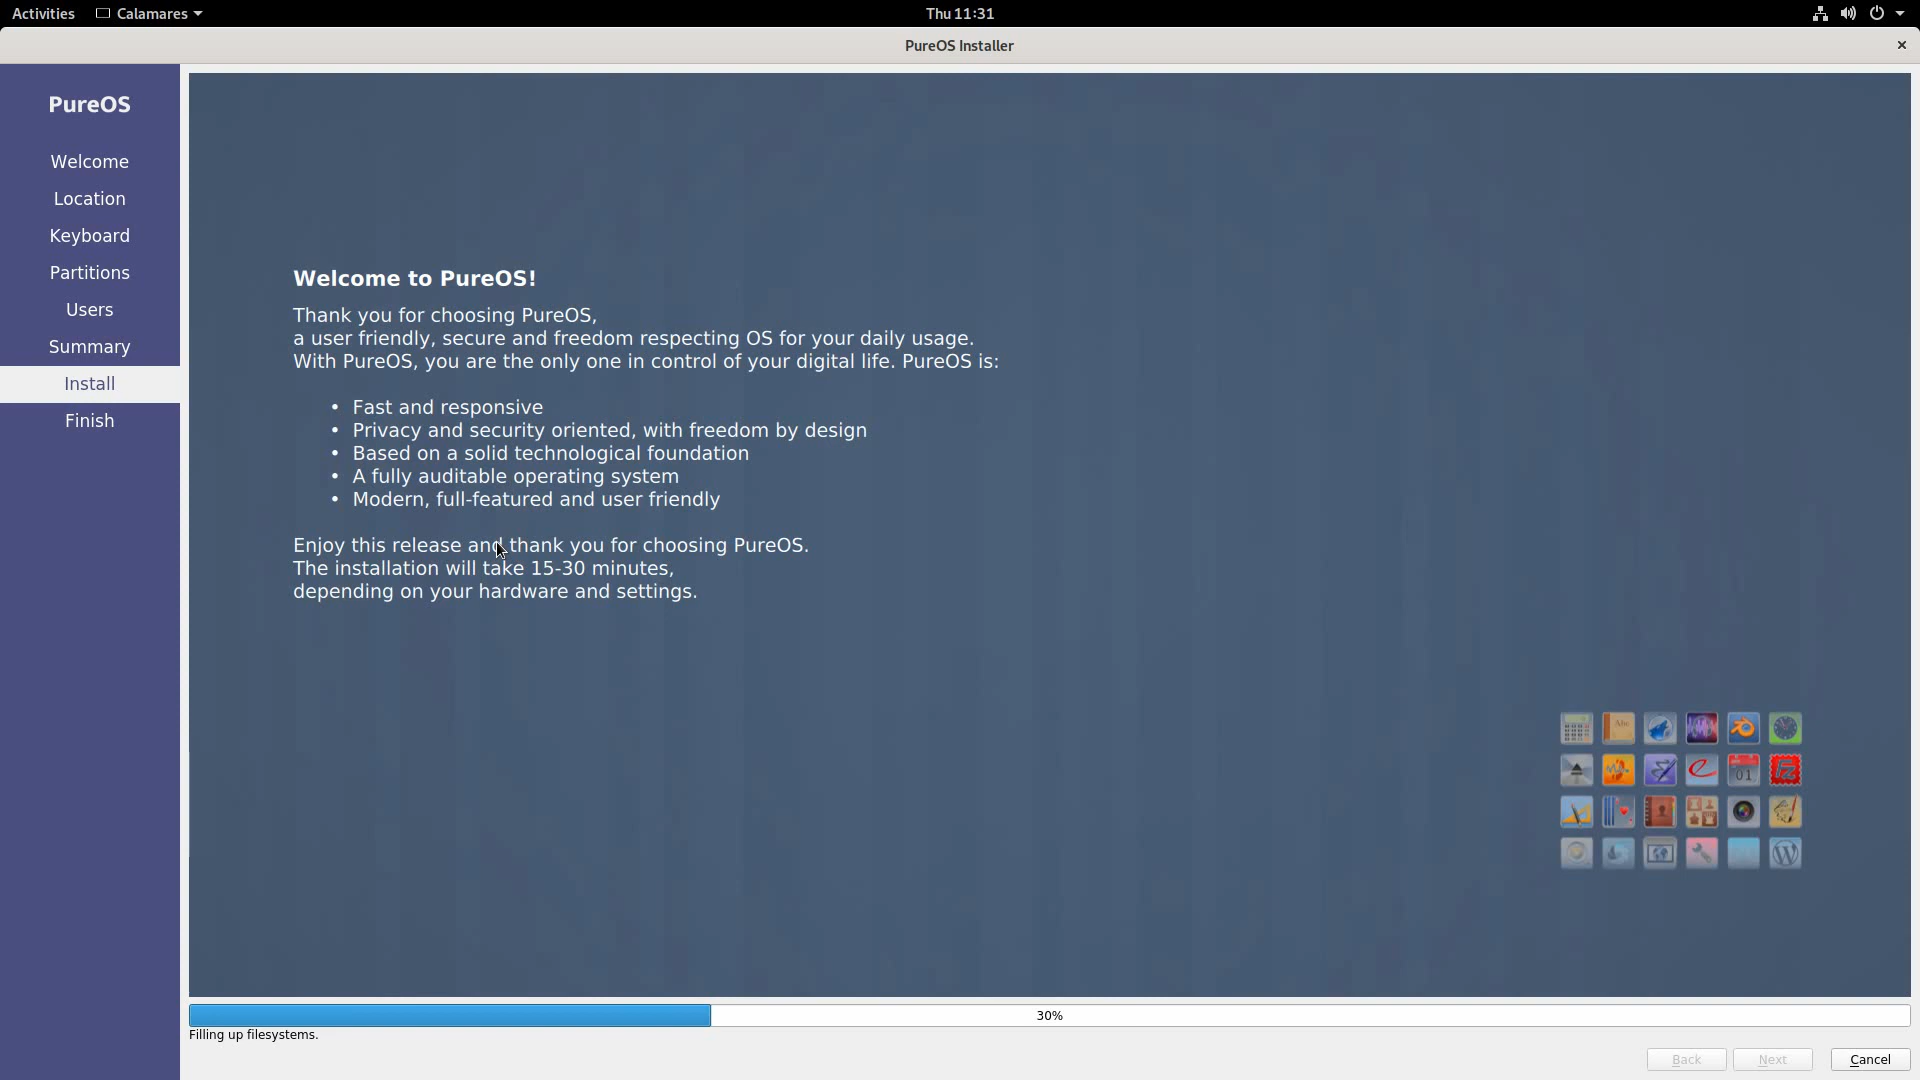 Activities
Calamares
Thu 11:31
PureOS Installer
PureOS
Welcome
Location
Keyboard
Partitions
Users
Summary
Install
Finish
Welcome to PureOS!
Thank you for choosing PureOS,
a user friendly, secure and freedom respecting OS for your daily usage.
With PureOS, you are the only one in control of your digital life. PureOS is:
• Fast and responsive
• Privacy and security oriented, with freedom by design
• Based on a solid technological foundation
• A fully auditable operating system
• Modern, full-featured and user friendly
Enjoy this release and thank you for choosing PureOS.
The installation will take 15-30 minutes,
depending on your hardware and settings.
Abc
01
30%
Filling up filesystems.
Back
Next
Cancel